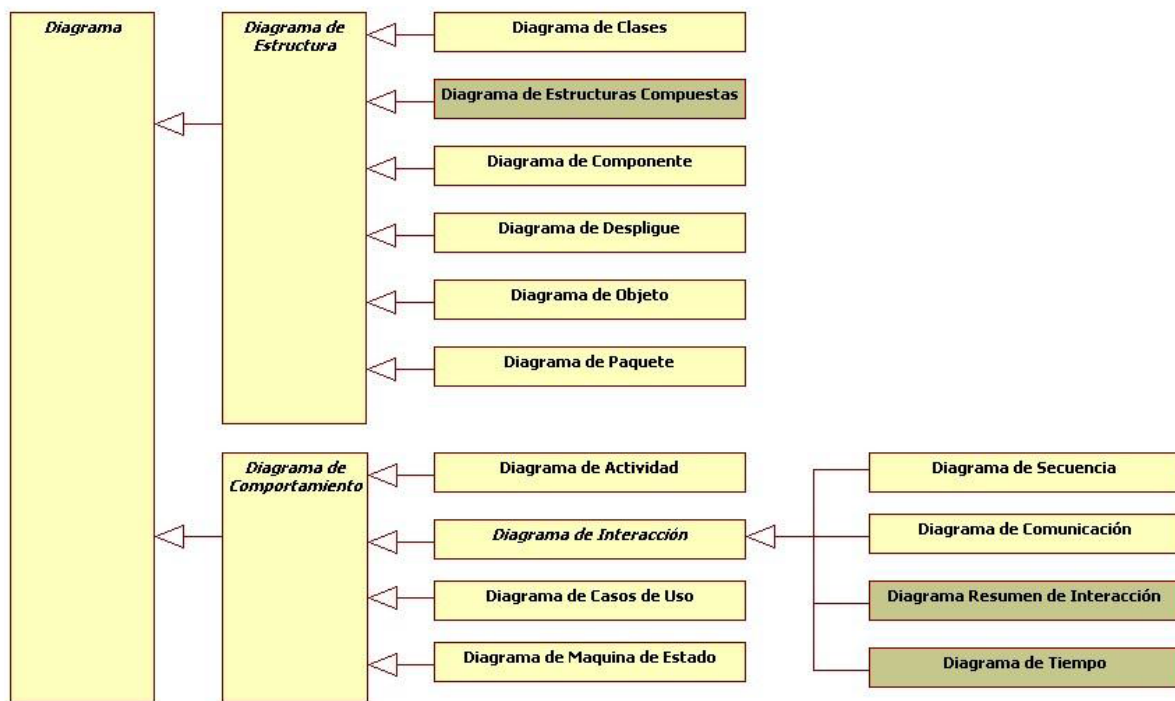 Diagrama
Diagrama de
Estructura
Diagrama de Clases
Diagrama de Estructuras Compuestas
Diagrama de Componente
Diagrama de Despligue
Diagrama de Objeto
Diagrama de Paquete
Diagrama de
Comportamiento
Diagrama de Actividad
Diagrama de Interacción
Diagrama de Casos de Uso
Diagrama de Maquina de Estado
Diagrama de Secuencia
Diagrama de Comunicación
Diagrama Resumen de Interacción
Diagrama de Tiempo